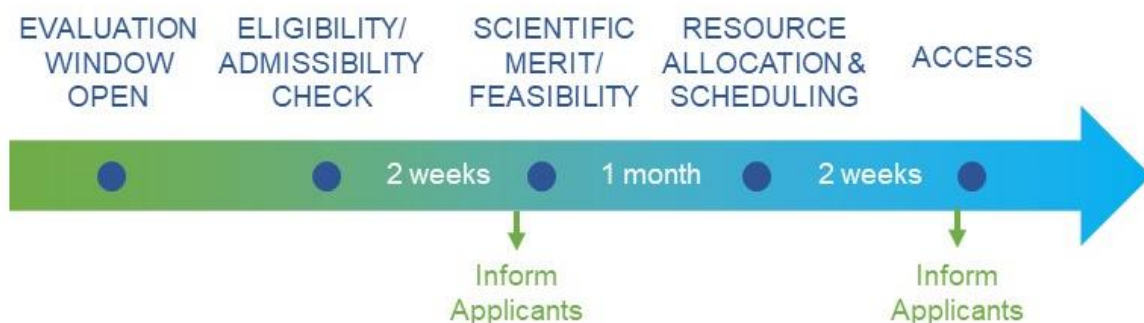 EVALUATION
WINDOW
OPEN
ELIGIBILITY/
ADMISSIBILITY
CHECK
SCIENTIFIC
MERIT/
FEASIBILITY
RESOURCE
ALLOCATION &
SCHEDULING
ACCESS
2 weeks
1 month
2 weeks
Inform
Applicants
Inform
Applicants